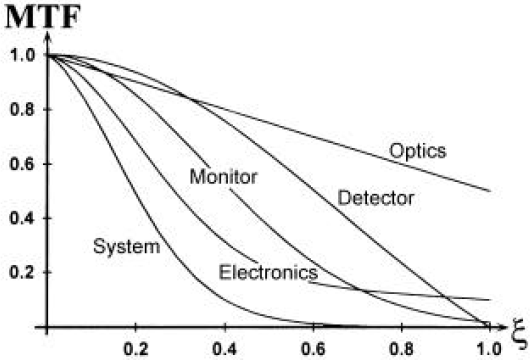 MTF
1.0
0.8
0.6
0.4
0.2
Optics
Monitor
Detector
System
Electronics
0.2 0.4 0.6 0.8 1.0
ξ